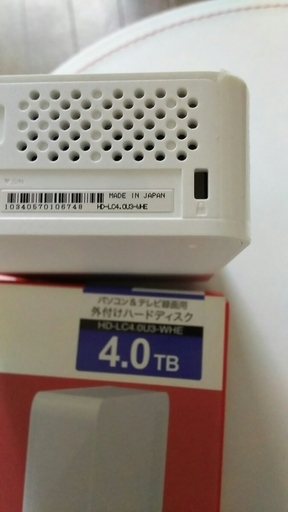 MADE IN JAPAN
10340570106748 HD-LC4.0U3-WHE
パソコン&テレビ録画用
外付けハードディスク
HD-LC4.0U3-WHE
4.0TB